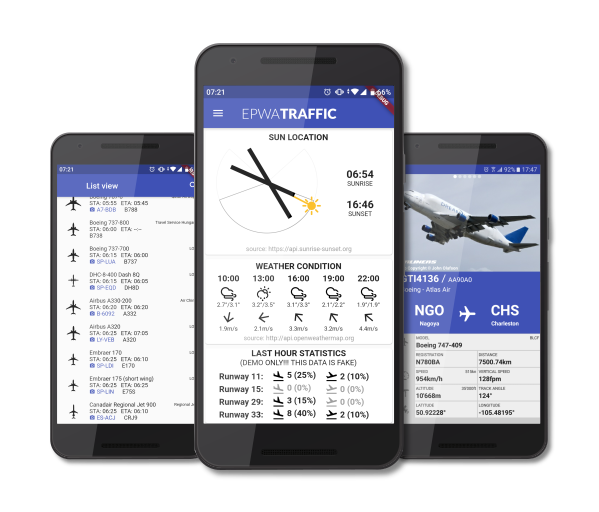 07:21
List view
STA: 05:55 ETA: 05:45
A7-BDB B788
Boeing 737-800
STA: 06:00 ETA: --:--
B738
Boeing 737-700
STA: 06:15 ETA: 06:00
SP-LUA B737
DHC-8-400 Dash 8Q
STA: 06:15 ETA: 06:05
SP-EQD DH8D
Airbus A330-200
STA: 06:20 ETA: 06:20
B-6092 A332
Airbus A320
STA: 06:25 ETA: 07:05
LY-VEB A320
Embraer 170
STA: 06:25 ETA: 06:10
SP-LDI E170
Embraer 175 (short wing)
STA: 06:25 ETA: 06:25
SP-LIN E75S
Canadair Regional Jet 900
STA: 06:25 ETA: 06:10
ES-ACJ CRJ9
07:21 66%
EPWATRAFFIC
SUN LOCATION
06:54
SUNRISE
16:46
SUNSET
source: https://api.sunrise-sunset.org
WEATHER CONDITION
10:00 13:00 16:00 19:00 22:00
2.7°/3.1° 3.2°/3.5° 3.1°/3.3° 2.1°/2.2° 1.9°/1.9°
1.9m/s 2.1m/s 3.3m/s 3.2m/s 4.4m/s
source: http://api.openweathermap.org
LAST HOUR STATISTICS
(DEMO ONLY!!! THIS DATA IS FAKE)
Runway 11: 5 (25%) 2 (10%)
Runway 15: 0 (0%) 0 (0%)
Runway 29: 3 (15%) 0 (0%)
Runway 33: 8 (40%) 2 (10%)
92% 17:47
GTI4136 / AA90A0
Boeing - Atlas Air
NGO CHS
Nagoya Charleston
MODEL BLCF
Boeing 747-409
REGISTRATION DISTANCE
N780BA 7500.74km
SPEED VERTICAL SPEED
954km/h 128fpm
ALTITUDE TRACK ANGLE
10'668m 124°
LATITUDE LONGITUDE
50.92228° -105.48195°